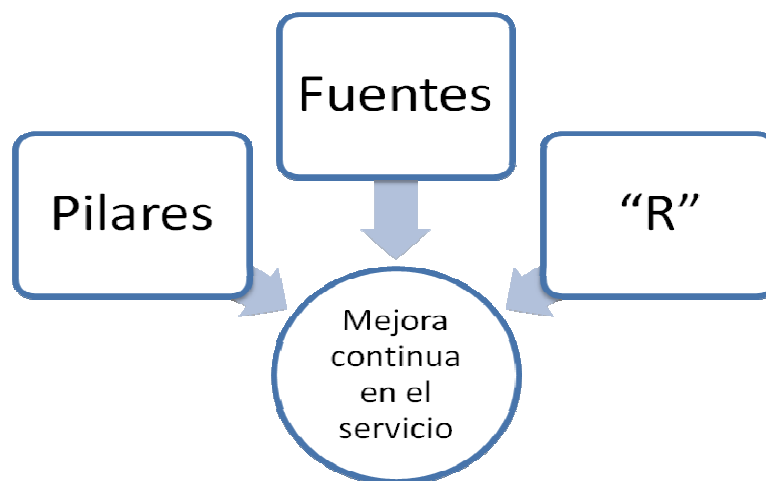 Fuentes
Pilares
“R”
Mejora
continua
en el
servicio